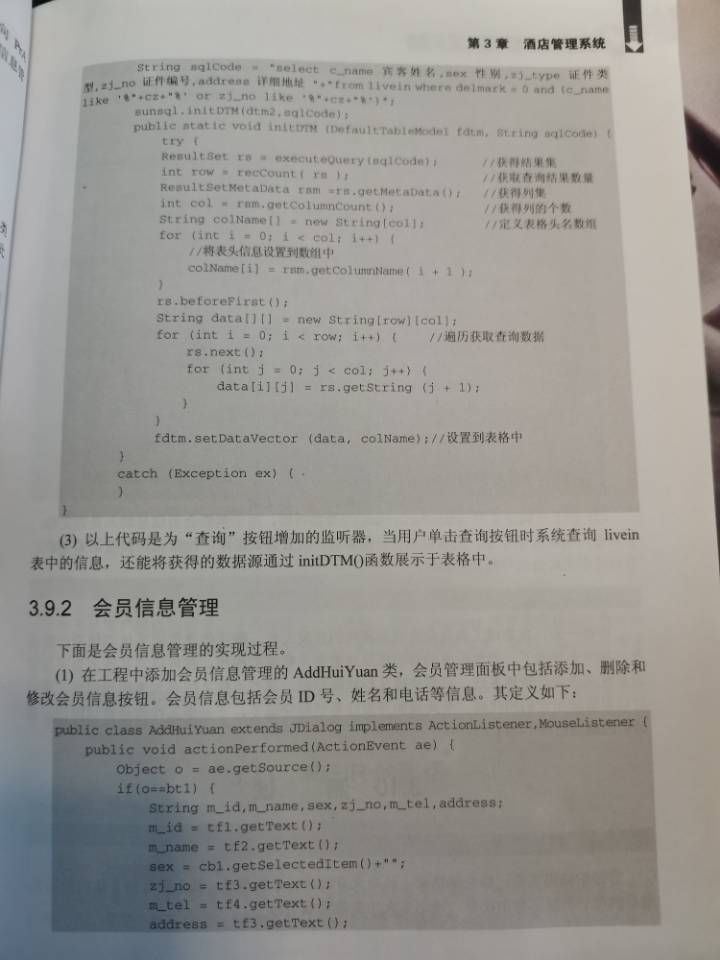 第 3 章 酒店管理系统
String sqlCode = "select c_name 宾客姓名,sex 性别,zj_type 证件类
型,zj_no 证件编号,address 详细地址 "+"from livein where delmark = 0 and (c_name
like '%"+cz+"%' or zj_no like '%"+cz+"%')";
sunsql.initDTM(dtm2,sqlCode);
public static void initDTM (DefaultTableModel fdtm, String sqlCode) {
try {
ResultSet rs = executeQuery(sqlCode); //获得结果集
int row = recCount( rs ); //获取查询结果数量
ResultSetMetaData rsm =rs.getMetaData(); //获得列集
int col = rsm.getColumnCount(); //获得列的个数
String colName[] = new String[col]; //定义表格头名数组
for (int i = 0; i < col; i++) {
//将表头信息设置到数组中
colName[i] = rsm.getColumnName( i + 1 );
}
rs.beforeFirst();
String data[][] = new String[row][col];
for (int i = 0; i < row; i++) { //遍历获取查询数据
rs.next();
for (int j = 0; j < col; j++) {
data[i][j] = rs.getString (j + 1);
}
}
fdtm.setDataVector (data, colName);//设置到表格中
}
catch (Exception ex) {
}
}
(3) 以上代码是为“查询”按钮增加的监听器，当用户单击查询按钮时系统查询 livein
表中的信息，还能将获得的数据源通过 initDTM()函数展示于表格中。
3.9.2 会员信息管理
下面是会员信息管理的实现过程。
(1) 在工程中添加会员信息管理的 AddHuiYuan 类，会员管理面板中包括添加、删除和
修改会员信息按钮。会员信息包括会员 ID 号、姓名和电话等信息。其定义如下：
public class AddHuiYuan extends JDialog implements ActionListener,MouseListener {
public void actionPerformed(ActionEvent ae) {
Object o = ae.getSource();
if(o==bt1) {
String m_id,m_name,sex,zj_no,m_tel,address;
m_id = tf1.getText();
m_name = tf2.getText();
sex = cb1.getSelectedItem()+"";
zj_no = tf3.getText();
m_tel = tf4.getText();
address = tf3.getText();